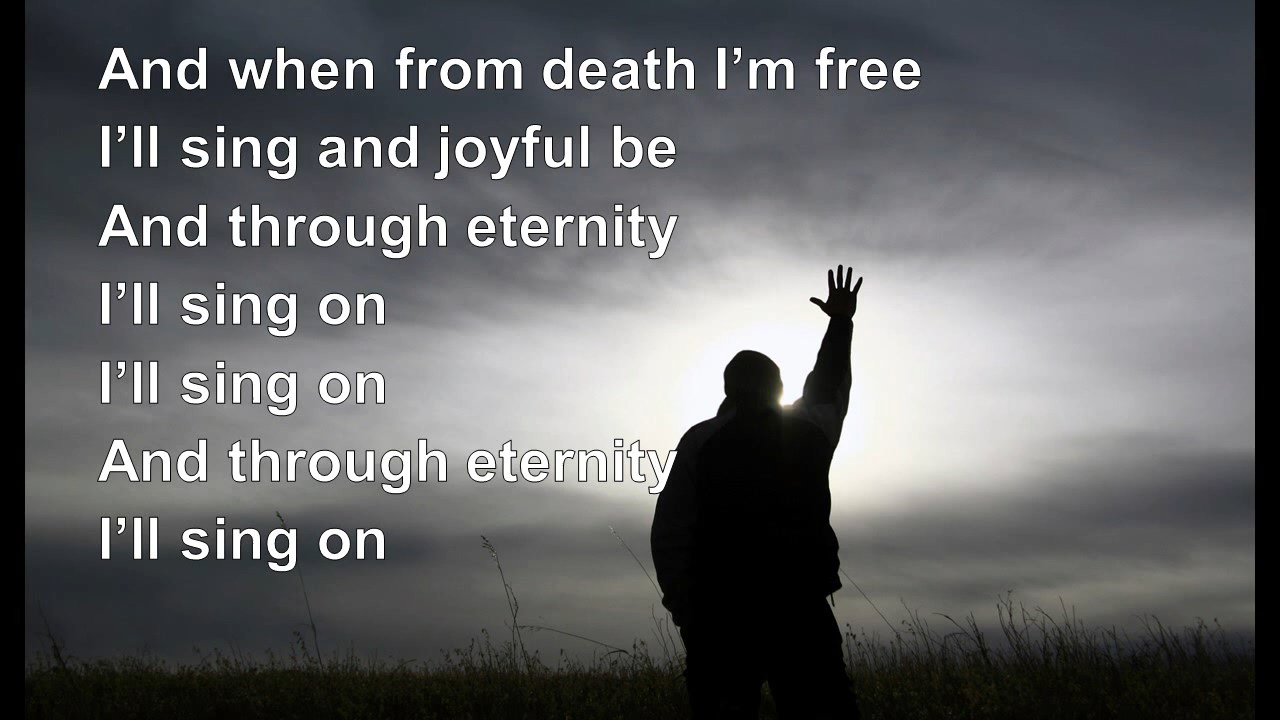 And when from death I’m free
I’ll sing and joyful be
And through eternity
I’ll sing on
I’ll sing on
And through eternity
I’ll sing on